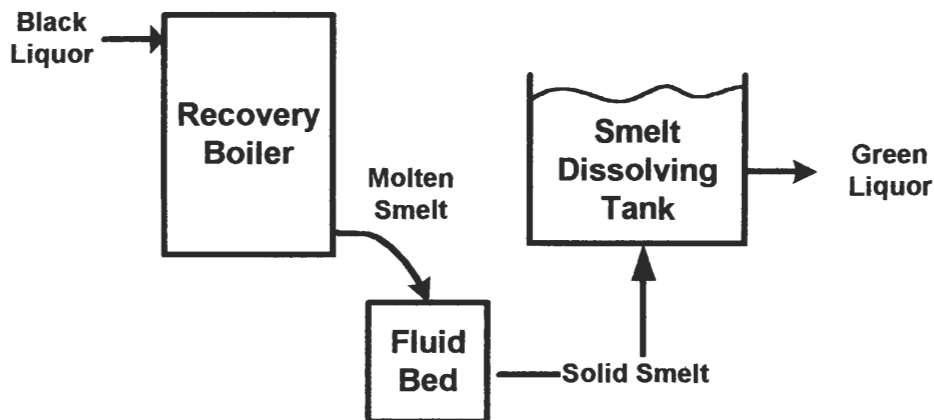 Black
Liquor
Recovery
Boiler
Molten
Smelt
Fluid
Bed
Solid Smelt
Smelt
Dissolving
Tank
Green
Liquor